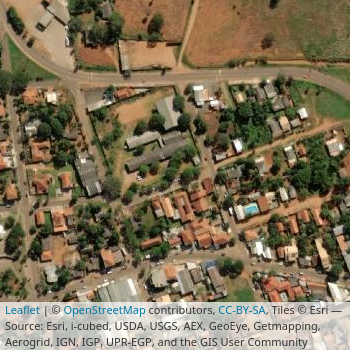 Leaflet | © OpenStreetMap contributors, CC-BY-SA, Tiles © Esri —
Source: Esri, i-cubed, USDA, USGS, AEX, GeoEye, Getmapping,
Aerogrid, IGN, IGP, UPR-EGP, and the GIS User Community